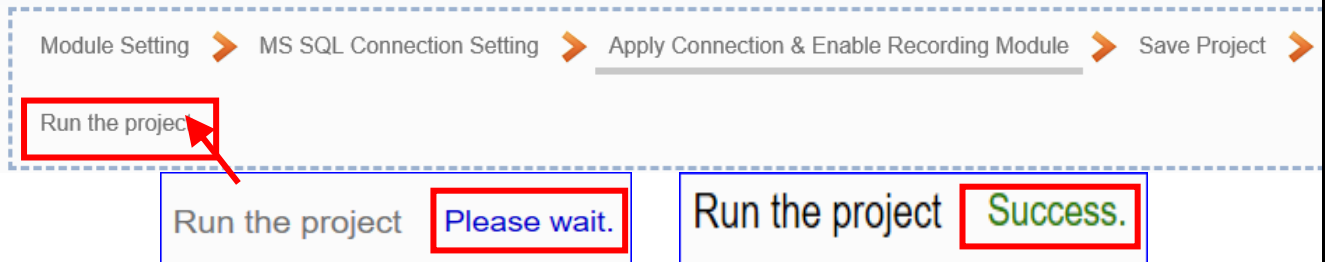 Module Setting MS SQL Connection Setting Apply Connection & Enable Recording Module Save Project
Run the project
Run the project Please wait.
Run the project Success.